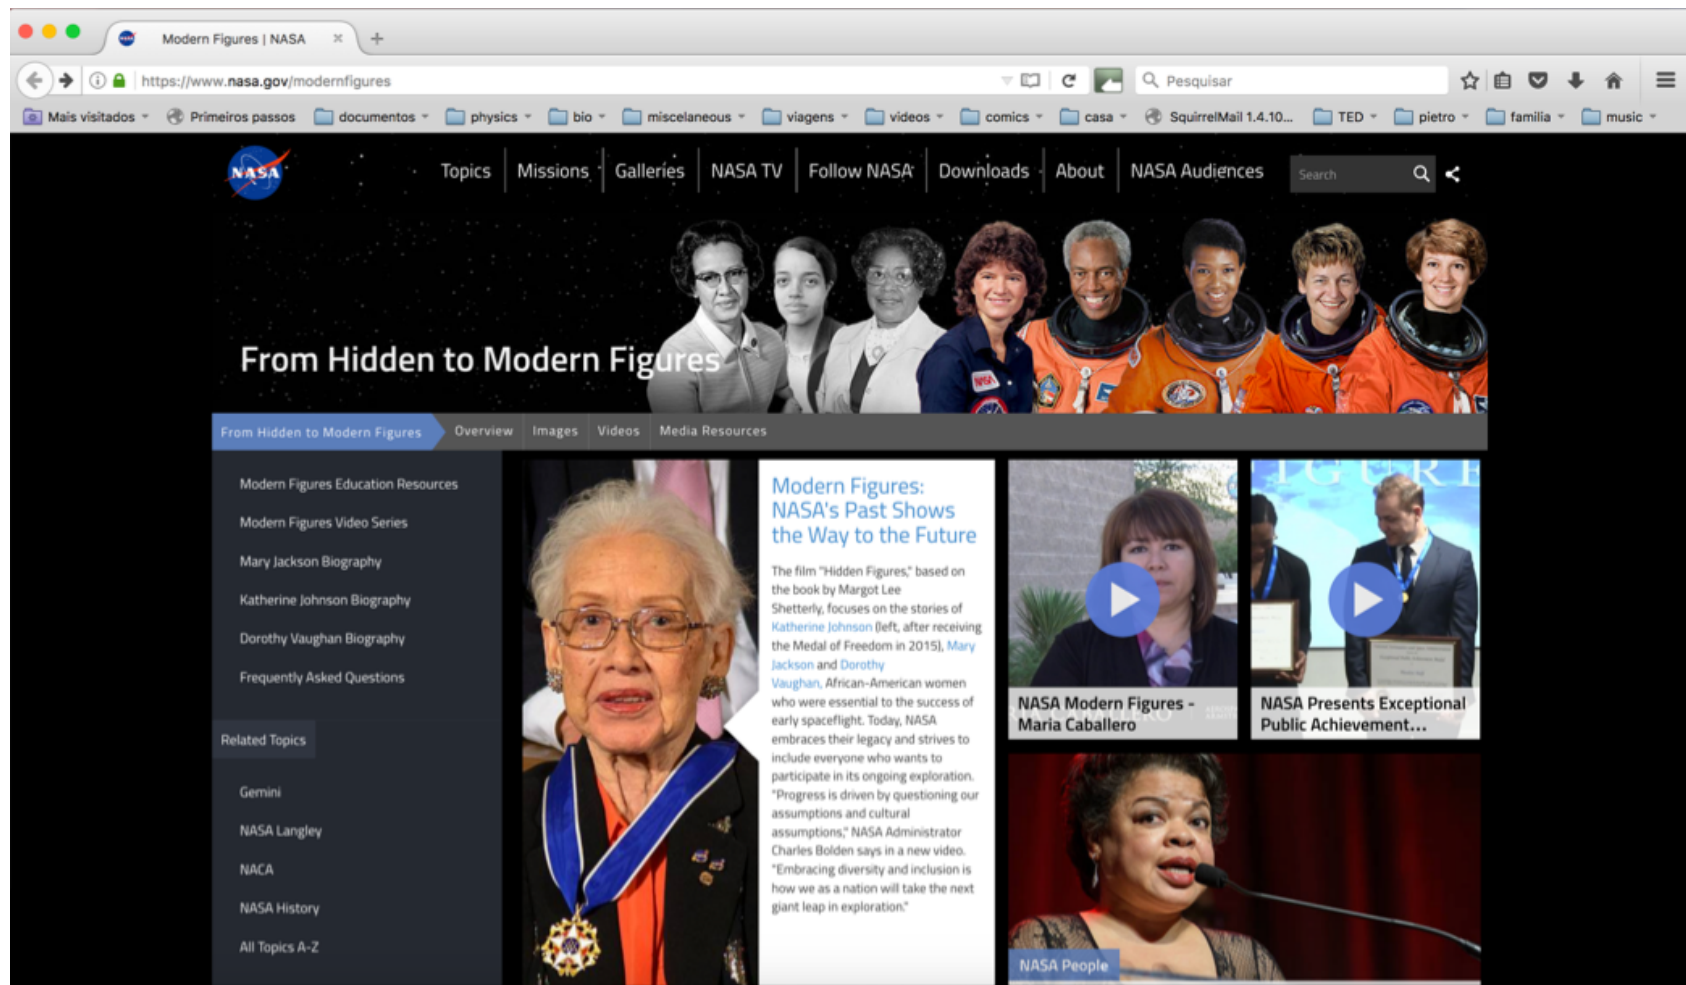 Modern Figures | NASA
https://www.nasa.gov/modernfigures
Pesquisar
Mais visitados
Primeiros passos
documentos
physics
bio
miscelaneous
viagens
videos
comics
casa
SquirrelMail 1.4.10...
TED
pietro
familia
music
NASA
Topics
Missions
Galleries
NASA TV
Follow NASA
Downloads
About
NASA Audiences
Search
From Hidden to Modern Figures
NASA
From Hidden to Modern Figures
Overview
Images
Videos
Media Resources
Modern Figures Education Resources
Modern Figures Video Series
Mary Jackson Biography
Katherine Johnson Biography
Dorothy Vaughan Biography
Frequently Asked Questions
Related Topics
Gemini
NASA Langley
NACA
NASA History
All Topics A-Z
Modern Figures:
NASA's Past Shows
the Way to the Future
The film "Hidden Figures," based on
the book by Margot Lee
Shetterly, focuses on the stories of
Katherine Johnson (left, after receiving
the Medal of Freedom in 2015), Mary
Jackson and Dorothy
Vaughan, African-American women
who were essential to the success of
early spaceflight. Today, NASA
embraces their legacy and strives to
include everyone who wants to
participate in its ongoing exploration.
"Progress is driven by questioning our
assumptions and cultural
assumptions," NASA Administrator
Charles Bolden says in a new video.
"Embracing diversity and inclusion is
how we as a nation will take the next
giant leap in exploration."
NASA Modern Figures -
Maria Caballero
NASA Presents Exceptional
Public Achievement...
NASA People